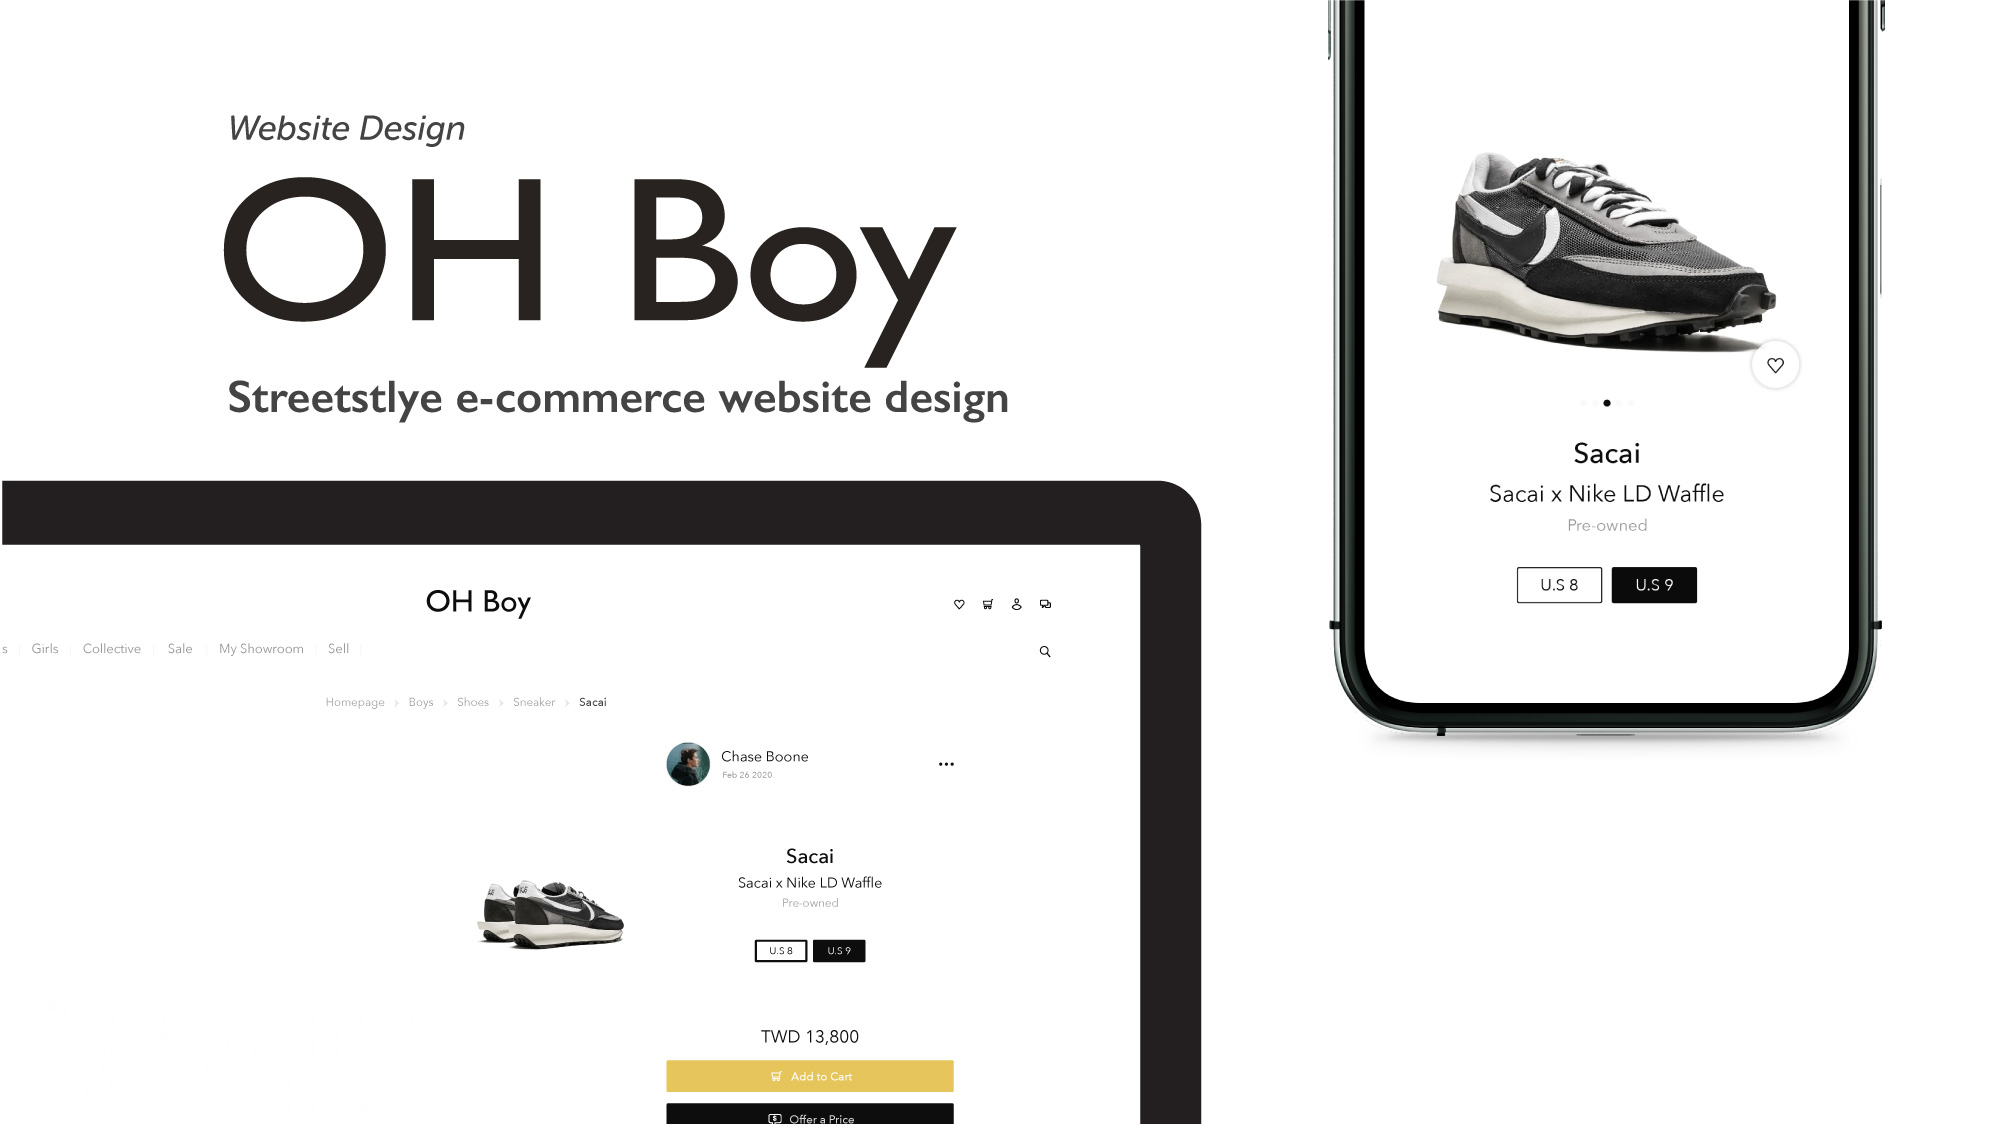 Website Design
OH Boy
Streetstlye e-commerce website design
Sacai
Sacai x Nike LD Waffle
Pre-owned
U.S 8 U.S 9
OH Boy
s Girls Collective Sale My Showroom Sell
Homepage > Boys > Shoes > Sneaker > Sacai
Chase Boone
Feb 26 2020
Sacai
Sacai x Nike LD Waffle
Pre-owned
U.S 8 U.S 9
TWD 13,800
Add to Cart
Offer a Price